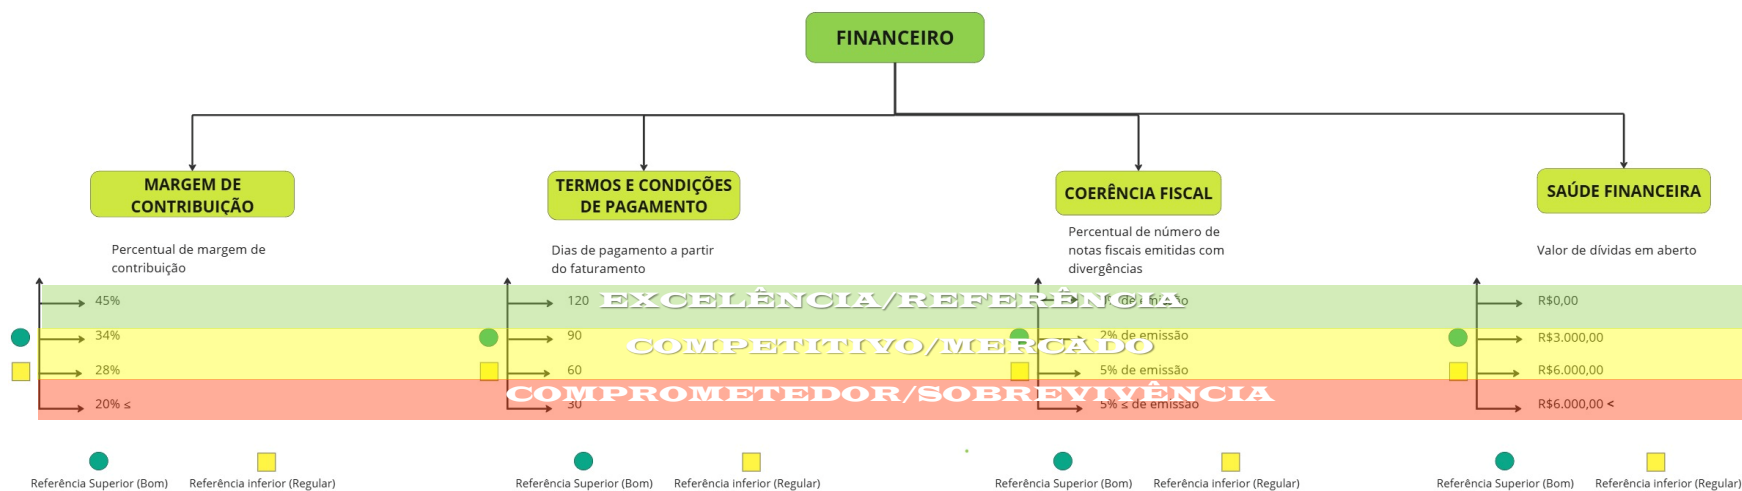 FINANCEIRO
MARGEM DE
CONTRIBUIÇÃO
Percentual de margem de
contribuição
45%
34%
28%
20% ≤
TERMOS E CONDIÇÕES
DE PAGAMENTO
Dias de pagamento a partir
do faturamento
120
90
60
30
COERÊNCIA FISCAL
Percentual de número de
notas fiscais emitidas com
divergências
de emissão
2% de emissão
5% de emissão
5% ≤ de emissão
SAÚDE FINANCEIRA
Valor de dívidas em aberto
R$0,00
R$3.000,00
R$6.000,00
R$6.000,00 <
EXCELÊNCIA/REFERÊNCIA
COMPETITIVO/MERCADO
COMPROMETEDOR/SOBREVIVÊNCIA
Referência Superior (Bom) Referência inferior (Regular)
Referência Superior (Bom) Referência inferior (Regular)
Referência Superior (Bom) Referência inferior (Regular)
Referência Superior (Bom) Referência inferior (Regular)